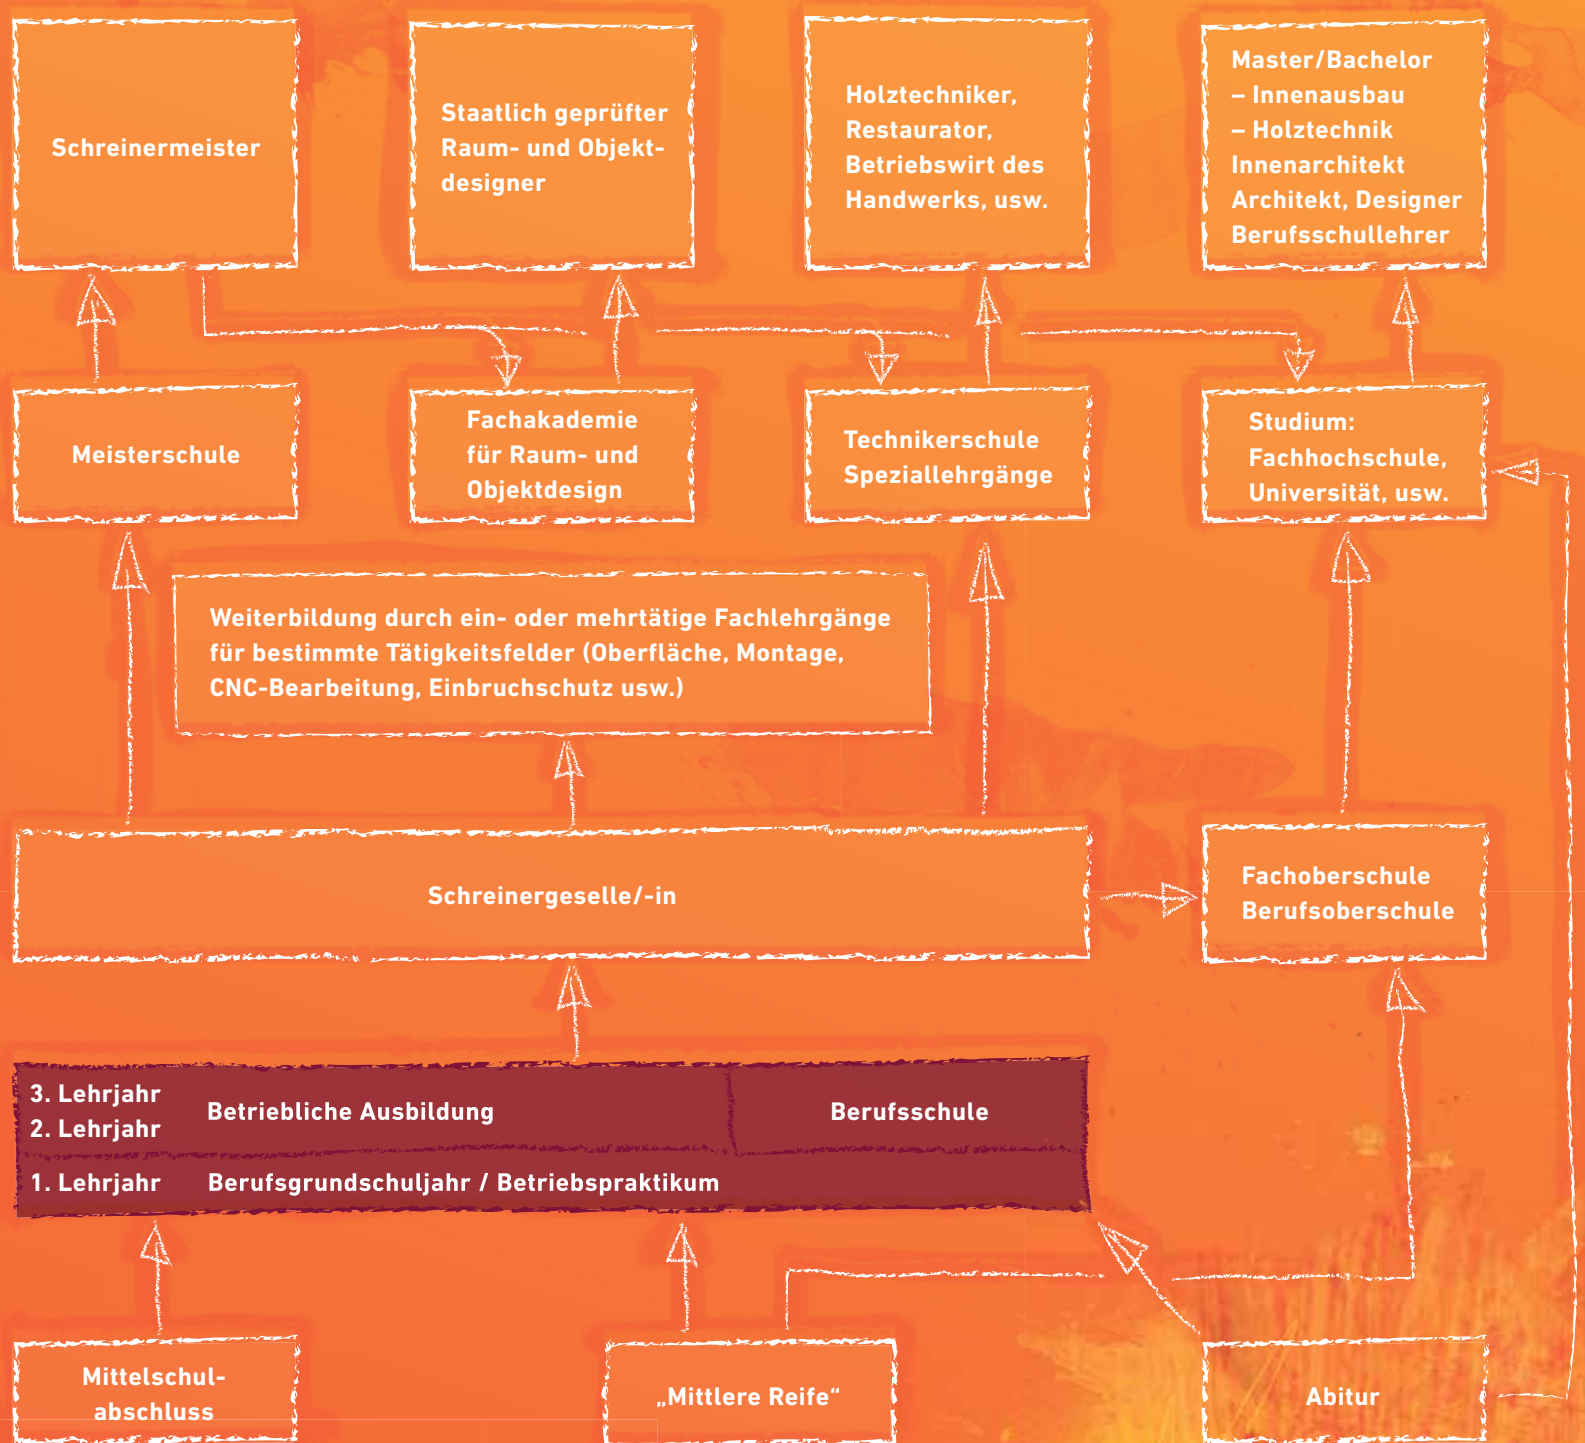 Schreinermeister
Staatlich geprüfter
Raum- und Objekt-
designer
Holztechniker,
Restaurator,
Betriebswirt des
Handwerks, usw.
Master/Bachelor
– Innenausbau
– Holztechnik
Innenarchitekt
Architekt, Designer
Berufsschullehrer
Meisterschule
Fachakademie
für Raum- und
Objektdesign
Technikerschule
Speziallehrgänge
Studium:
Fachhochschule,
Universität, usw.
Weiterbildung durch ein- oder mehrtätige Fachlehrgänge
für bestimmte Tätigkeitsfelder (Oberfläche, Montage,
CNC-Bearbeitung, Einbruchschutz usw.)
Schreinergeselle/-in
Fachoberschule
Berufsoberschule
3. Lehrjahr
2. Lehrjahr
Betriebliche Ausbildung
Berufsschule
1. Lehrjahr Berufsgrundschuljahr / Betriebspraktikum
Mittelschul-
abschluss
„Mittlere Reife“
Abitur